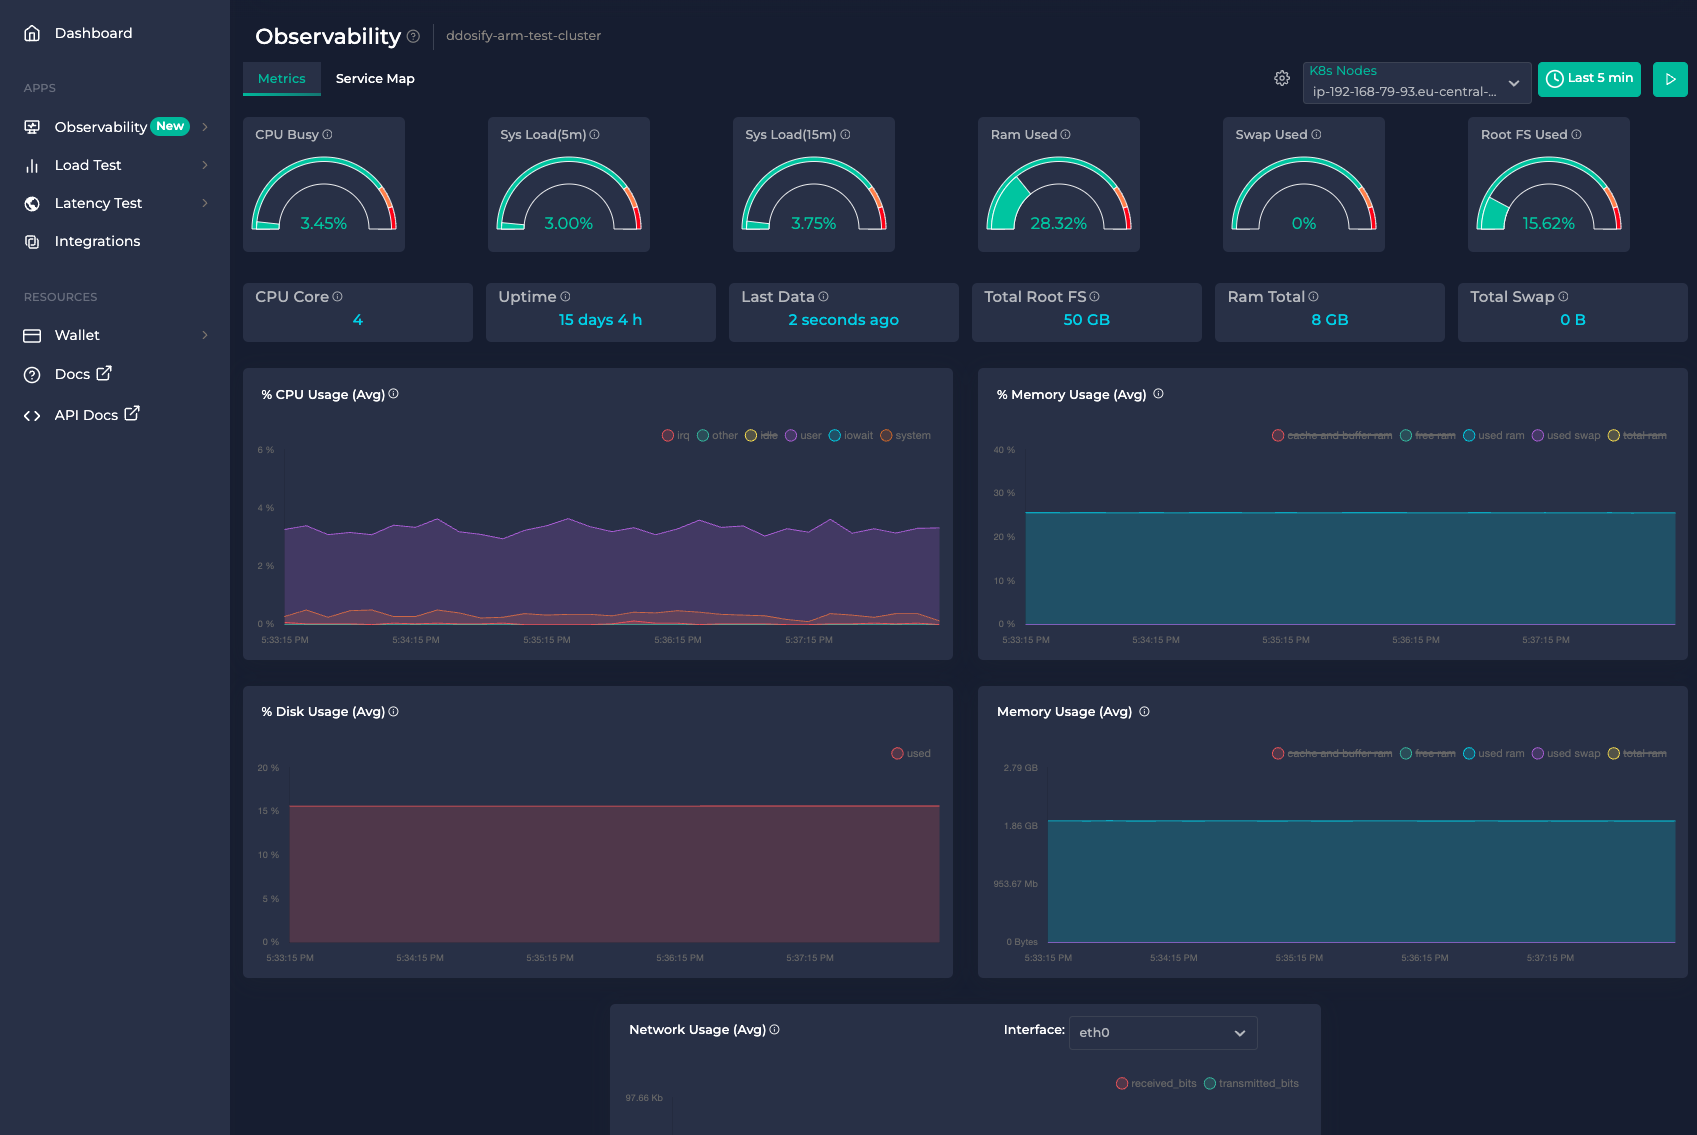 Dashboard
APPS
Observability New
Load Test
Latency Test
Integrations
RESOURCES
Wallet
Docs
API Docs
Observability
ddosify-arm-test-cluster
Metrics
Service Map
K8s Nodes
ip-192-168-79-93.eu-central-...
Last 5 min
CPU Busy
3.45%
Sys Load(5m)
3.00%
Sys Load(15m)
3.75%
Ram Used
28.32%
Swap Used
0%
Root FS Used
15.62%
CPU Core
4
Uptime
15 days 4 h
Last Data
2 seconds ago
Total Root FS
50 GB
Ram Total
8 GB
Total Swap
0 B
% CPU Usage (Avg)
irq other idle user iowait system
6 %
4 %
2 %
0 %
5:33:15 PM 5:34:15 PM 5:35:15 PM 5:36:15 PM 5:37:15 PM
% Memory Usage (Avg)
cache and buffer ram free ram used ram used swap total ram
40 %
30 %
20 %
10 %
0 %
5:33:15 PM 5:34:15 PM 5:35:15 PM 5:36:15 PM 5:37:15 PM
% Disk Usage (Avg)
used
20 %
15 %
10 %
5 %
0 %
5:33:15 PM 5:34:15 PM 5:35:15 PM 5:36:15 PM 5:37:15 PM
Memory Usage (Avg)
cache and buffer ram free ram used ram used swap total ram
2.79 GB
1.86 GB
953.67 Mb
0 Bytes
5:33:15 PM 5:34:15 PM 5:35:15 PM 5:36:15 PM 5:37:15 PM
Network Usage (Avg)
Interface: eth0
received_bits transmitted_bits
97.66 Kb